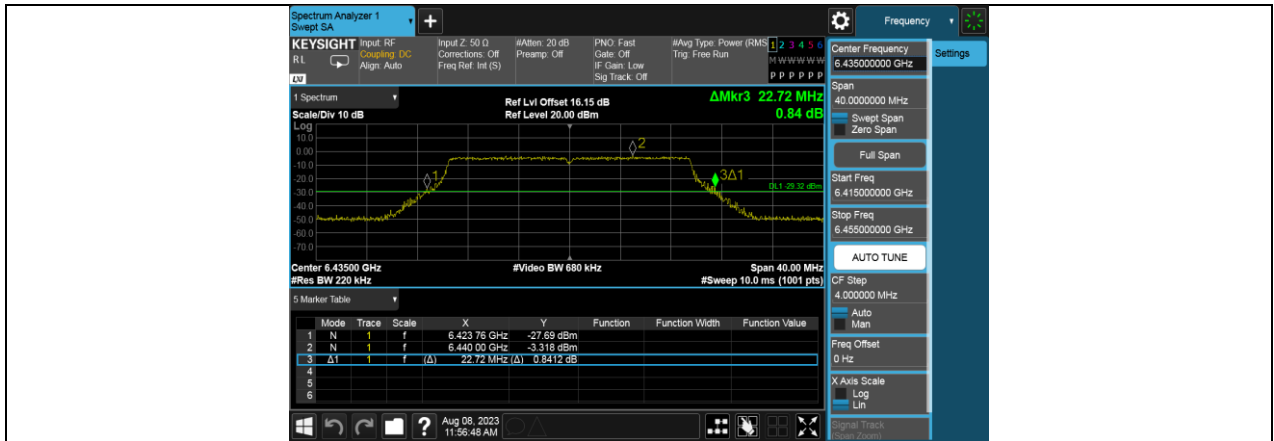 Spectrum Analyzer 1
Swept SA
+
Frequency
KEYSIGHT
RL
LXI
Input: RF
Coupling: DC
Align: Auto
Input Z: 50 Ω
Corrections: Off
Freq Ref: Int (S)
#Atten: 20 dB
Preamp: Off
PNO: Fast
Gate: Off
IF Gain: Low
Sig Track: Off
#Avg Type: Power (RMS
Trig: Free Run
1 2 3 4 5 6
M W W W W W
P P P P P P
1 Spectrum
Scale/Div 10 dB
Ref Lvl Offset 16.15 dB
Ref Level 20.00 dBm
ΔMkr3 22.72 MHz
0.84 dB
Log
10.0
0.00
-10.0
-20.0
-30.0
-40.0
-50.0
-60.0
-70.0
1
2
3Δ1
DL1 -29.32 dBm
Center 6.43500 GHz
#Video BW 680 kHz
Span 40.00 MHz
#Res BW 220 kHz
#Sweep 10.0 ms (1001 pts)
5 Marker Table
Mode Trace Scale X Y Function Function Width Function Value
1 N 1 f 6.423 76 GHz -27.69 dBm
2 N 1 f 6.440 00 GHz -3.318 dBm
3 Δ1 1 f (Δ) 22.72 MHz (Δ) 0.8412 dB
4
5
6
?
Aug 08, 2023
11:56:48 AM
Center Frequency
6.435000000 GHz
Settings
Span
40.0000000 MHz
Swept Span
Zero Span
Full Span
Start Freq
6.415000000 GHz
Stop Freq
6.455000000 GHz
AUTO TUNE
CF Step
4.000000 MHz
Auto
Man
Freq Offset
0 Hz
X Axis Scale
Log
Lin
Signal Track
(Span Zoom)